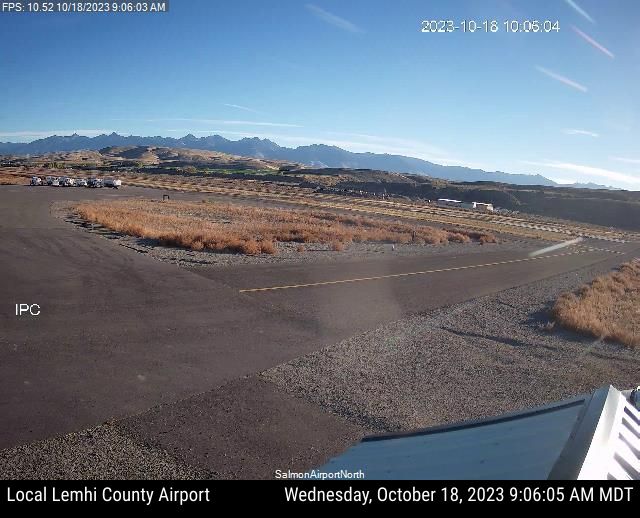 FPS: 10.52 10/18/2023 9:06:03 AM
2023-10-18 10:05:04
IPC
SalmonAirportNorth
Local Lemhi County Airport
Wednesday, October 18, 2023 9:06:05 AM MDT